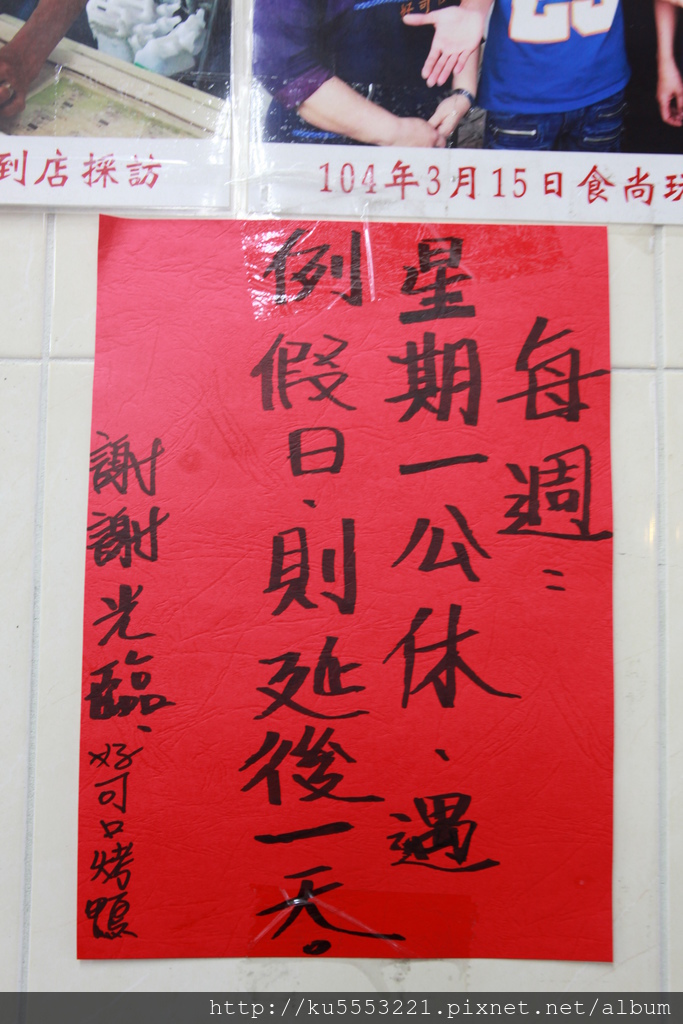 好可
到店採訪
104年3月15日食尚玩
每週：
星期一公休、遇
例假日、則延後一天。
謝謝光臨、好可口烤鴨
http://ku5553221.pixnet.net/album